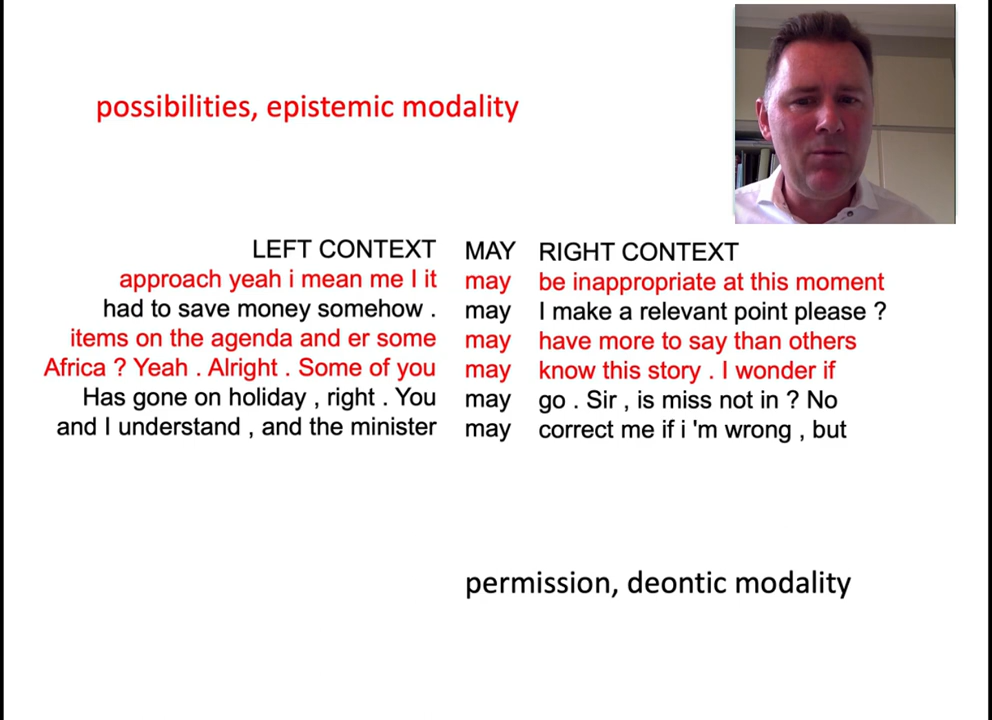 possibilities, epistemic modality
LEFT CONTEXT MAY RIGHT CONTEXT
approach yeah i mean me I it may be inappropriate at this moment
had to save money somehow . may I make a relevant point please ?
items on the agenda and er some may have more to say than others
Africa ? Yeah . Alright . Some of you may know this story . I wonder if
Has gone on holiday , right . You may go . Sir , is miss not in ? No
and I understand , and the minister may correct me if i 'm wrong , but
permission, deontic modality